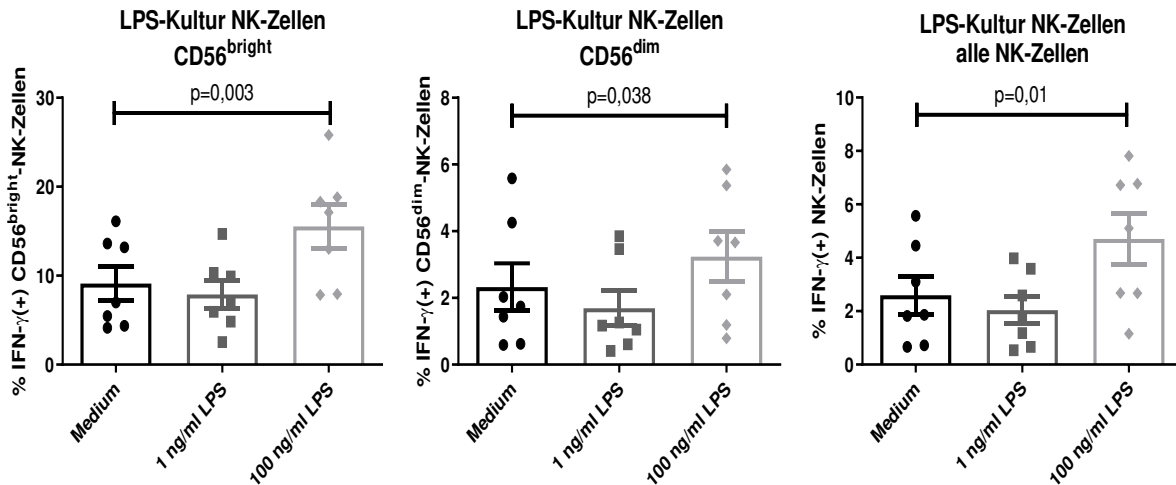 LPS-Kultur NK-Zellen
CD56bright
% IFN-γ(+) CD56bright-NK-Zellen
30
20
10
0
p=0,003
Medium
1 ng/ml LPS
100 ng/ml LPS
LPS-Kultur NK-Zellen
CD56dim
% IFN-γ(+) CD56dim-NK-Zellen
8
6
4
2
0
p=0,038
Medium
1 ng/ml LPS
100 ng/ml LPS
LPS-Kultur NK-Zellen
alle NK-Zellen
% IFN-γ(+) NK-Zellen
10
8
6
4
2
0
p=0,01
Medium
1 ng/ml LPS
100 ng/ml LPS